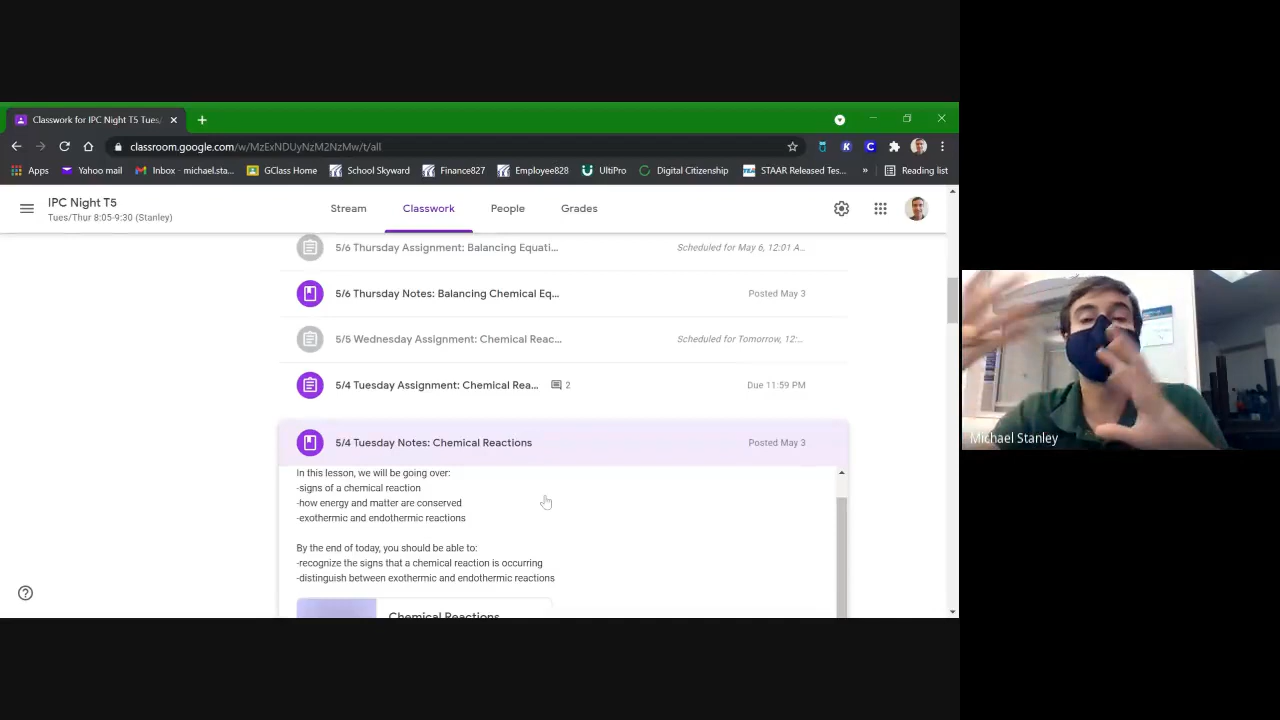 Classwork for IPC Night T5 Tues/
classroom.google.com/w/MzExNDUyNzM2NzMw/t/all
Apps Yahoo mail Inbox - michael.sta... GClass Home School Skyward Finance827 Employee828 UltiPro Digital Citizenship STAAR Released Tes... » Reading list
IPC Night T5
Tues/Thur 8:05-9:30 (Stanley)
Stream Classwork People Grades
5/6 Thursday Assignment: Balancing Equati... Scheduled for May 6, 12:01 A...
5/6 Thursday Notes: Balancing Chemical Eq... Posted May 3
5/5 Wednesday Assignment: Chemical Reac... Scheduled for Tomorrow, 12:...
5/4 Tuesday Assignment: Chemical Rea... 2 Due 11:59 PM
5/4 Tuesday Notes: Chemical Reactions Posted May 3
In this lesson, we will be going over:
-signs of a chemical reaction
-how energy and matter are conserved
-exothermic and endothermic reactions
By the end of today, you should be able to:
-recognize the signs that a chemical reaction is occurring
-distinguish between exothermic and endothermic reactions
Chemical Reactions
Michael Stanley